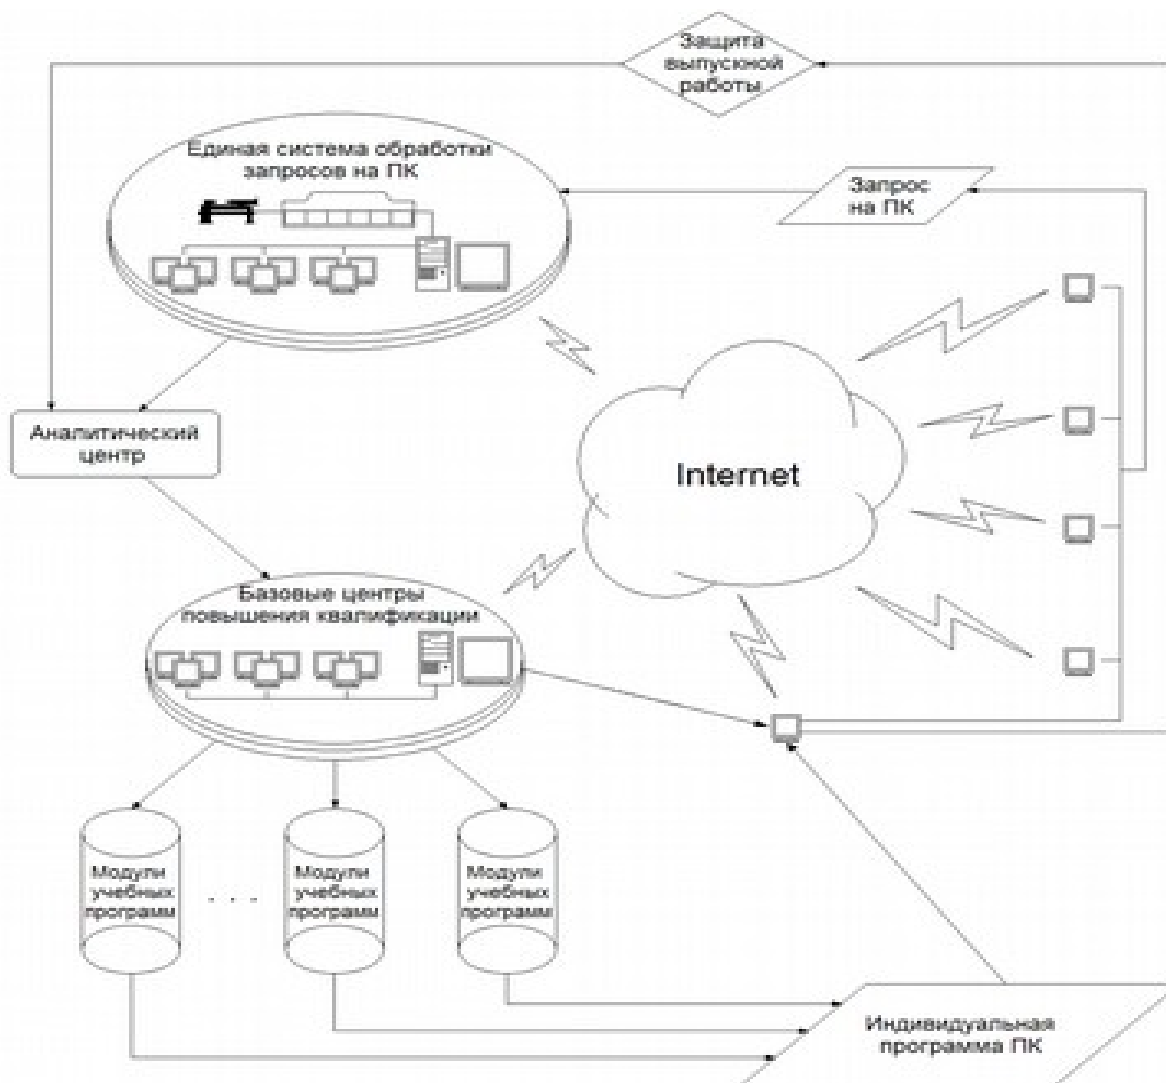 Защита
выпускной
работы
Единая система обработки
запросов на ПК
Запрос
на ПК
Аналитический
центр
Internet
Базовые центры
повышения квалификации
Модули
учебных
программ
. . .
Модули
учебных
программ
Модули
учебных
программ
Индивидуальная
программа ПК